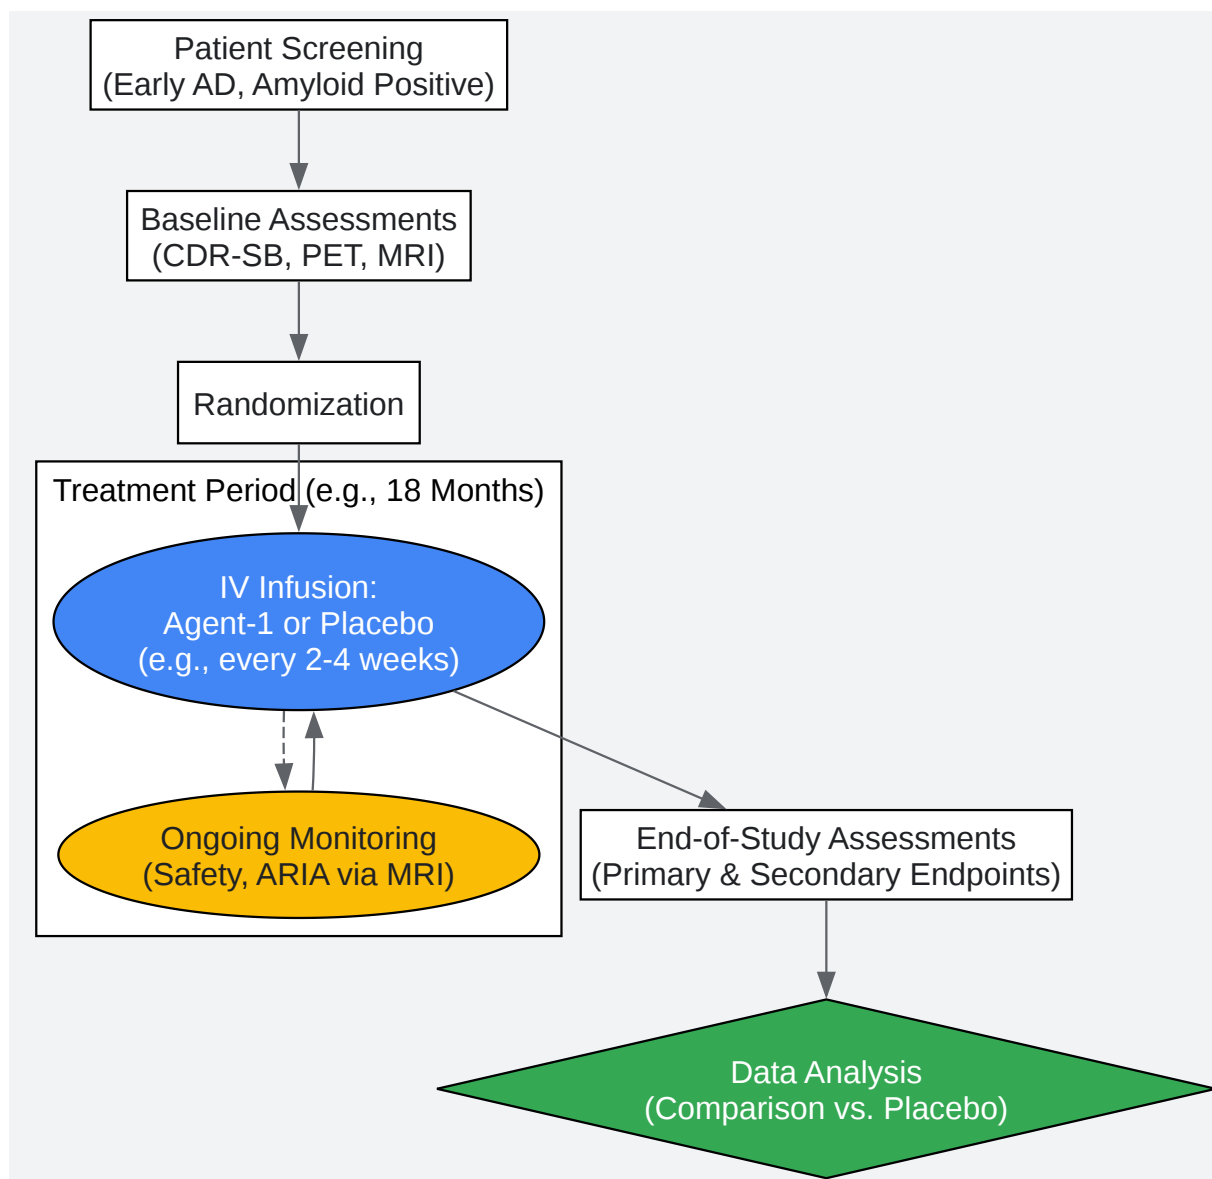 Patient Screening
(Early AD, Amyloid Positive)
Baseline Assessments
(CDR-SB, PET, MRI)
Randomization
Treatment Period (e.g., 18 Months)
IV Infusion:
Agent-1 or Placebo
(e.g., every 2-4 weeks)
Ongoing Monitoring
(Safety, ARIA via MRI)
End-of-Study Assessments
(Primary & Secondary Endpoints)
Data Analysis
(Comparison vs. Placebo)